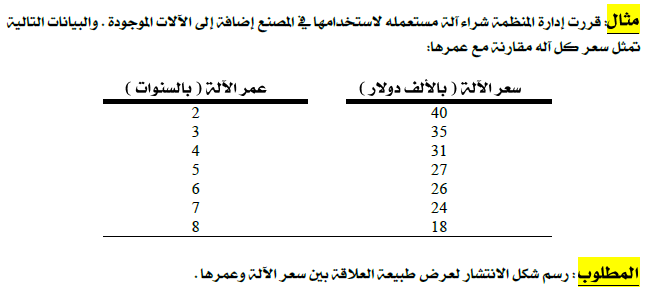 مثال: قررت إدارة المنظمة شراء آلة مستعمله لاستخدامها في المصنع إضافة إلى الآلات الموجودة . والبيانات التالية
تمثل سعر كل آله مقارنة مع عمرها:
سعر الآلة ( بالألف دولار ) عمر الآلة ( بالسنوات )
40 2
35 3
31 4
27 5
26 6
24 7
18 8
المطلوب : رسم شكل الانتشار لعرض طبيعة العلاقة بين سعر الآلة وعمرها .